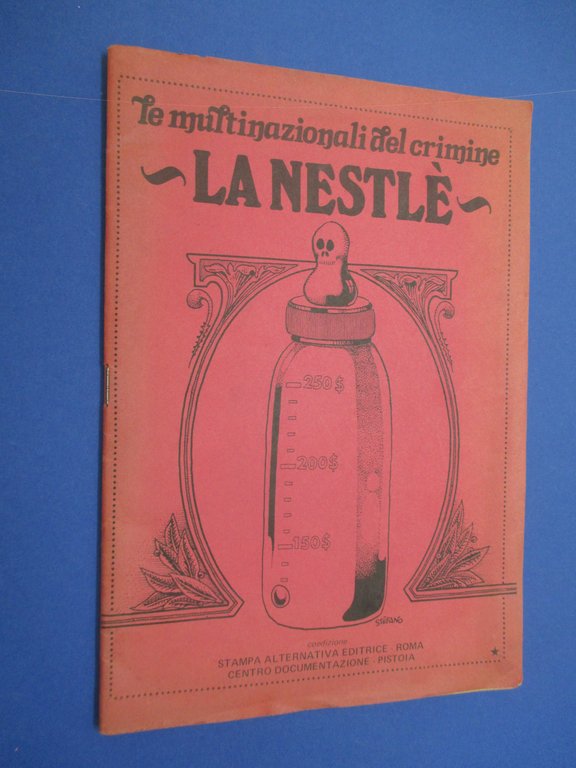 le multinazionali del crimine
~LA NESTLÈ~
250$
200$
150$
STEFANO
coedizione
STAMPA ALTERNATIVA EDITRICE - ROMA
CENTRO DOCUMENTAZIONE - PISTOIA